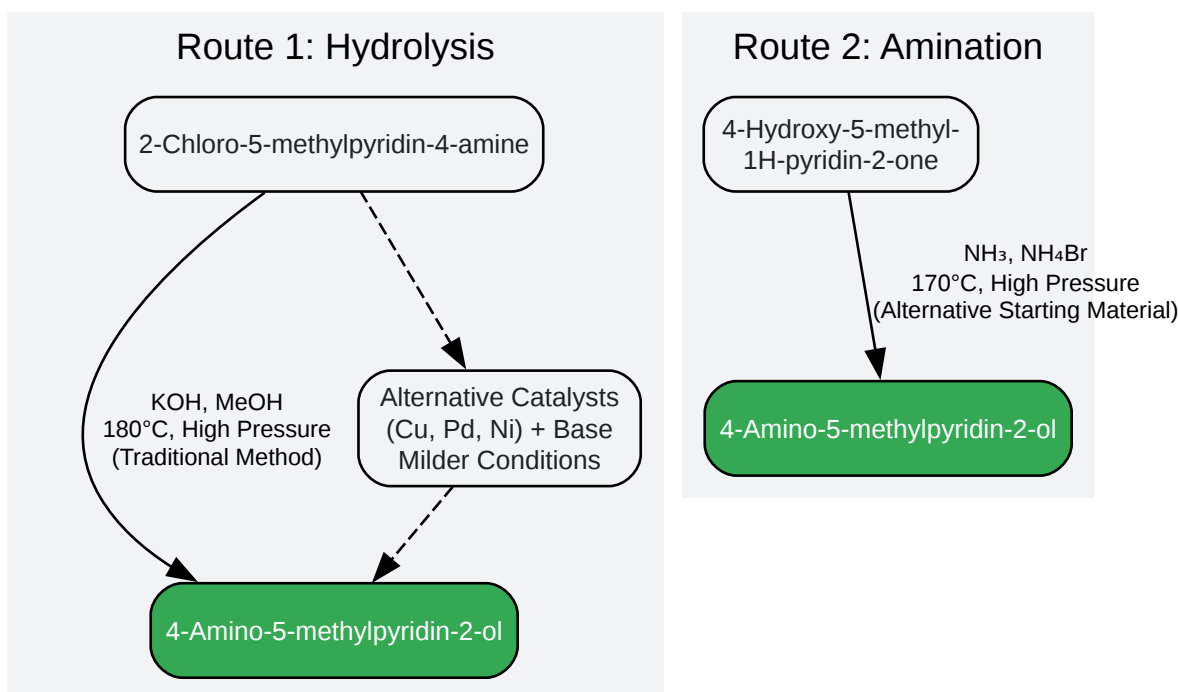 Route 1: Hydrolysis
2-Chloro-5-methylpyridin-4-amine
KOH, MeOH
180°C, High Pressure
(Traditional Method)
Alternative Catalysts
(Cu, Pd, Ni) + Base
Milder Conditions
4-Amino-5-methylpyridin-2-ol
Route 2: Amination
4-Hydroxy-5-methyl-
1H-pyridin-2-one
NH₃, NH₄Br
170°C, High Pressure
(Alternative Starting Material)
4-Amino-5-methylpyridin-2-ol